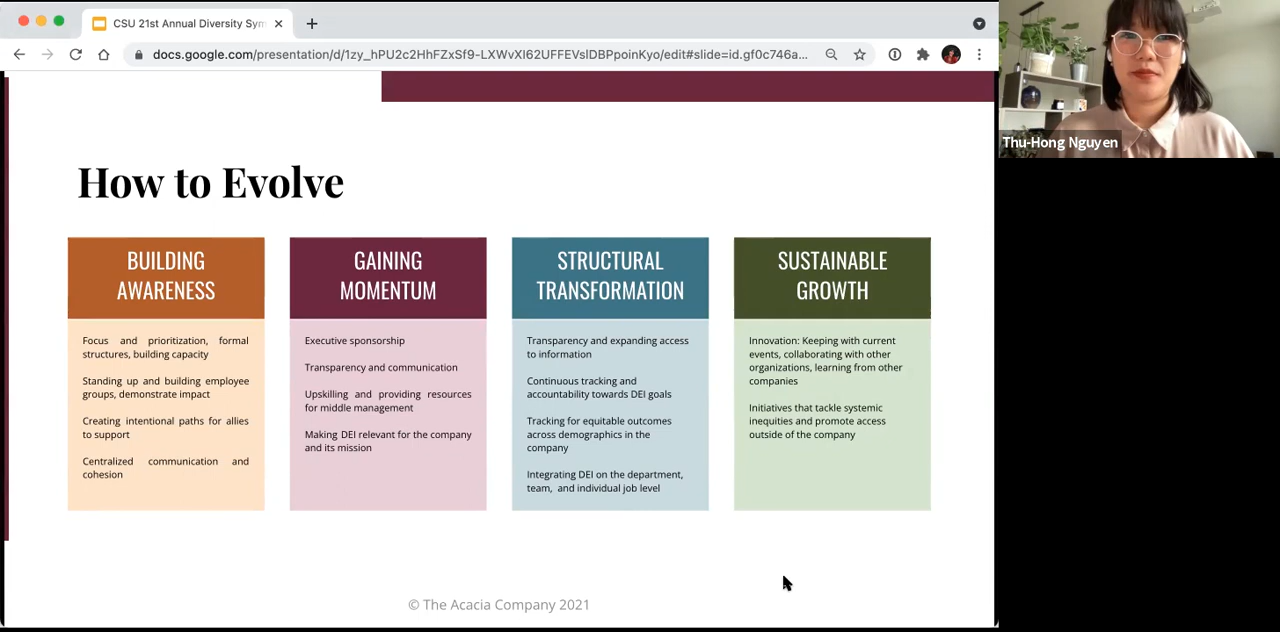 CSU 21st Annual Diversity Sym
docs.google.com/presentation/d/1zy_hPU2c2HhFZxSf9-LXWvXI62UFFEVslDBPpoinKyo/edit#slide=id.gf0c746a...
Thu-Hong Nguyen
How to Evolve
BUILDING
AWARENESS
Focus and prioritization, formal
structures, building capacity
Standing up and building employee
groups, demonstrate impact
Creating intentional paths for allies
to support
Centralized communication and
cohesion
GAINING
MOMENTUM
Executive sponsorship
Transparency and communication
Upskilling and providing resources
for middle management
Making DEI relevant for the company
and its mission
STRUCTURAL
TRANSFORMATION
Transparency and expanding access
to information
Continuous tracking and
accountability towards DEI goals
Tracking for equitable outcomes
across demographics in the
company
Integrating DEI on the department,
team, and individual job level
SUSTAINABLE
GROWTH
Innovation: Keeping with current
events, collaborating with other
organizations, learning from other
companies
Initiatives that tackle systemic
inequities and promote access
outside of the company
© The Acacia Company 2021